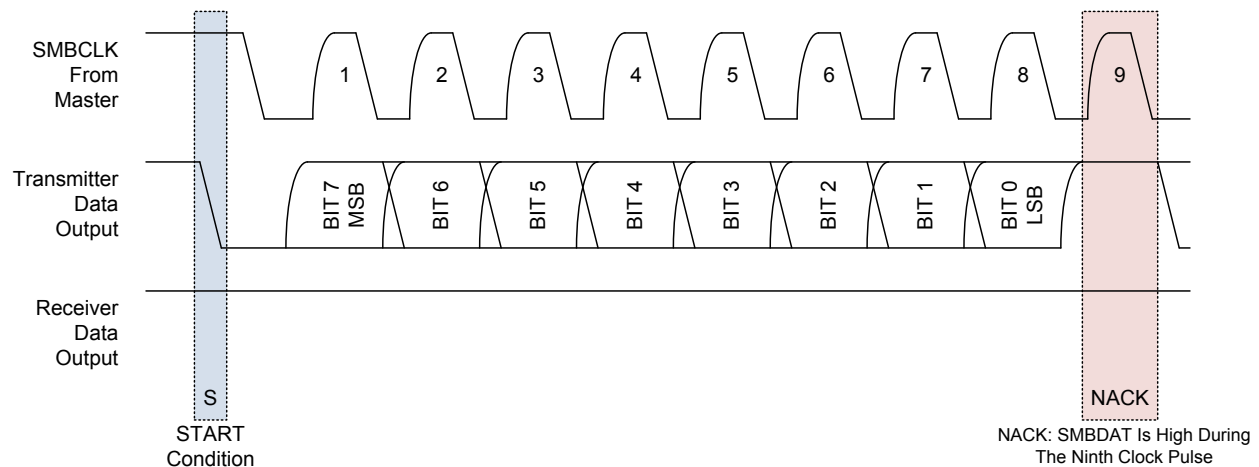 SMBCLK
From
Master
1 2 3 4 5 6 7 8 9
Transmitter
Data
Output
BIT 7
MSB
BIT 6
BIT 5
BIT 4
BIT 3
BIT 2
BIT 1
BIT 0
LSB
Receiver
Data
Output
S
NACK
START
Condition
NACK: SMBDAT Is High During
The Ninth Clock Pulse